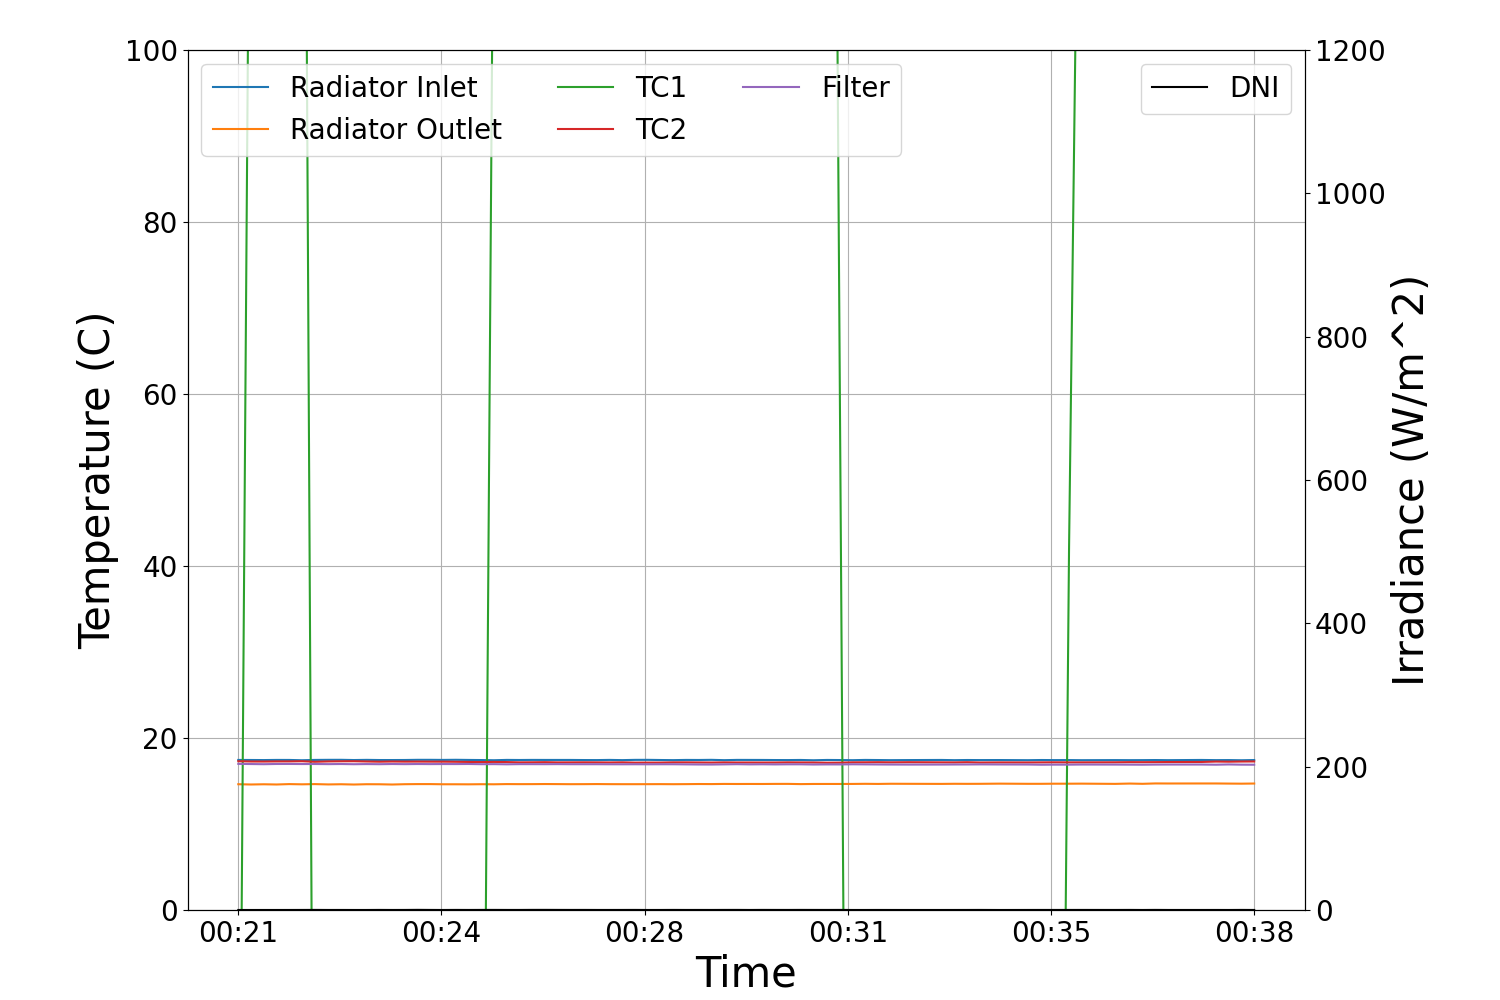 100
80
60
40
20
0
Temperature (C)
Radiator Inlet
Radiator Outlet
TC1
TC2
Filter
DNI
1200
1000
800
600
400
200
0
Irradiance (W/m^2)
00:21 00:24 00:28 00:31 00:35 00:38
Time